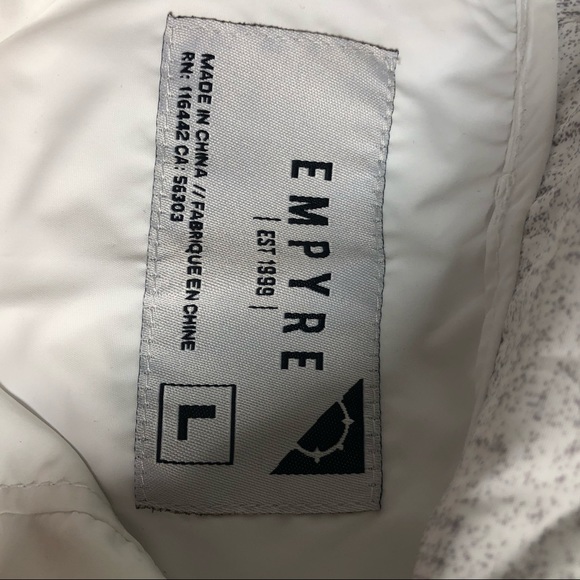 EMPYRE
| EST 1999 |
MADE IN CHINA // FABRIQUE EN CHINE
RN: 116442 CA: 56303
L